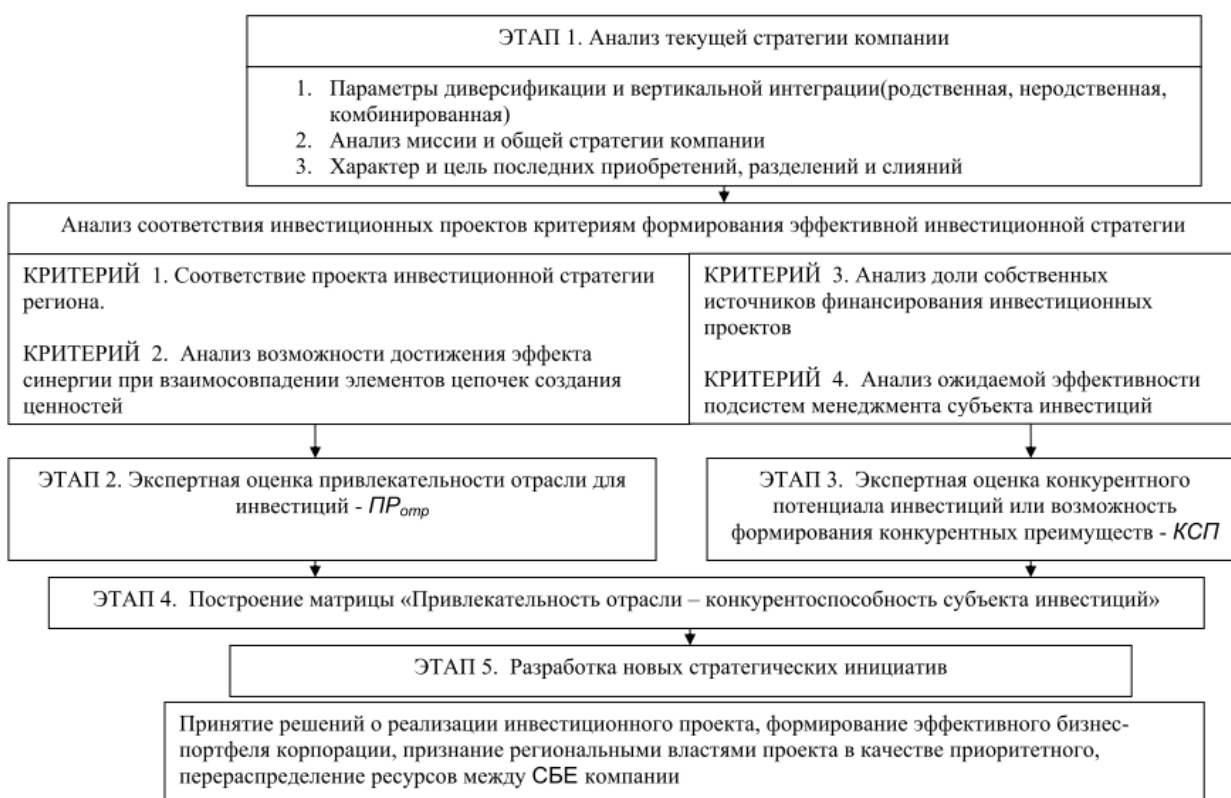 ЭТАП 1. Анализ текущей стратегии компании
1. Параметры диверсификации и вертикальной интеграции(родственная, неродственная,
комбинированная)
2. Анализ миссии и общей стратегии компании
3. Характер и цель последних приобретений, разделений и слияний
Анализ соответствия инвестиционных проектов критериям формирования эффективной инвестиционной стратегии
КРИТЕРИЙ 1. Соответствие проекта инвестиционной стратегии
региона.
КРИТЕРИЙ 2. Анализ возможности достижения эффекта
синергии при взаимосовпадении элементов цепочек создания
ценностей
КРИТЕРИЙ 3. Анализ доли собственных
источников финансирования инвестиционных
проектов
КРИТЕРИЙ 4. Анализ ожидаемой эффективности
подсистем менеджмента субъекта инвестиций
ЭТАП 2. Экспертная оценка привлекательности отрасли для
инвестиций - ПРотр
ЭТАП 3. Экспертная оценка конкурентного
потенциала инвестиций или возможность
формирования конкурентных преимуществ - КСП
ЭТАП 4. Построение матрицы «Привлекательность отрасли – конкурентоспособность субъекта инвестиций»
ЭТАП 5. Разработка новых стратегических инициатив
Принятие решений о реализации инвестиционного проекта, формирование эффективного бизнес-
портфеля корпорации, признание региональными властями проекта в качестве приоритетного,
перераспределение ресурсов между СБЕ компании